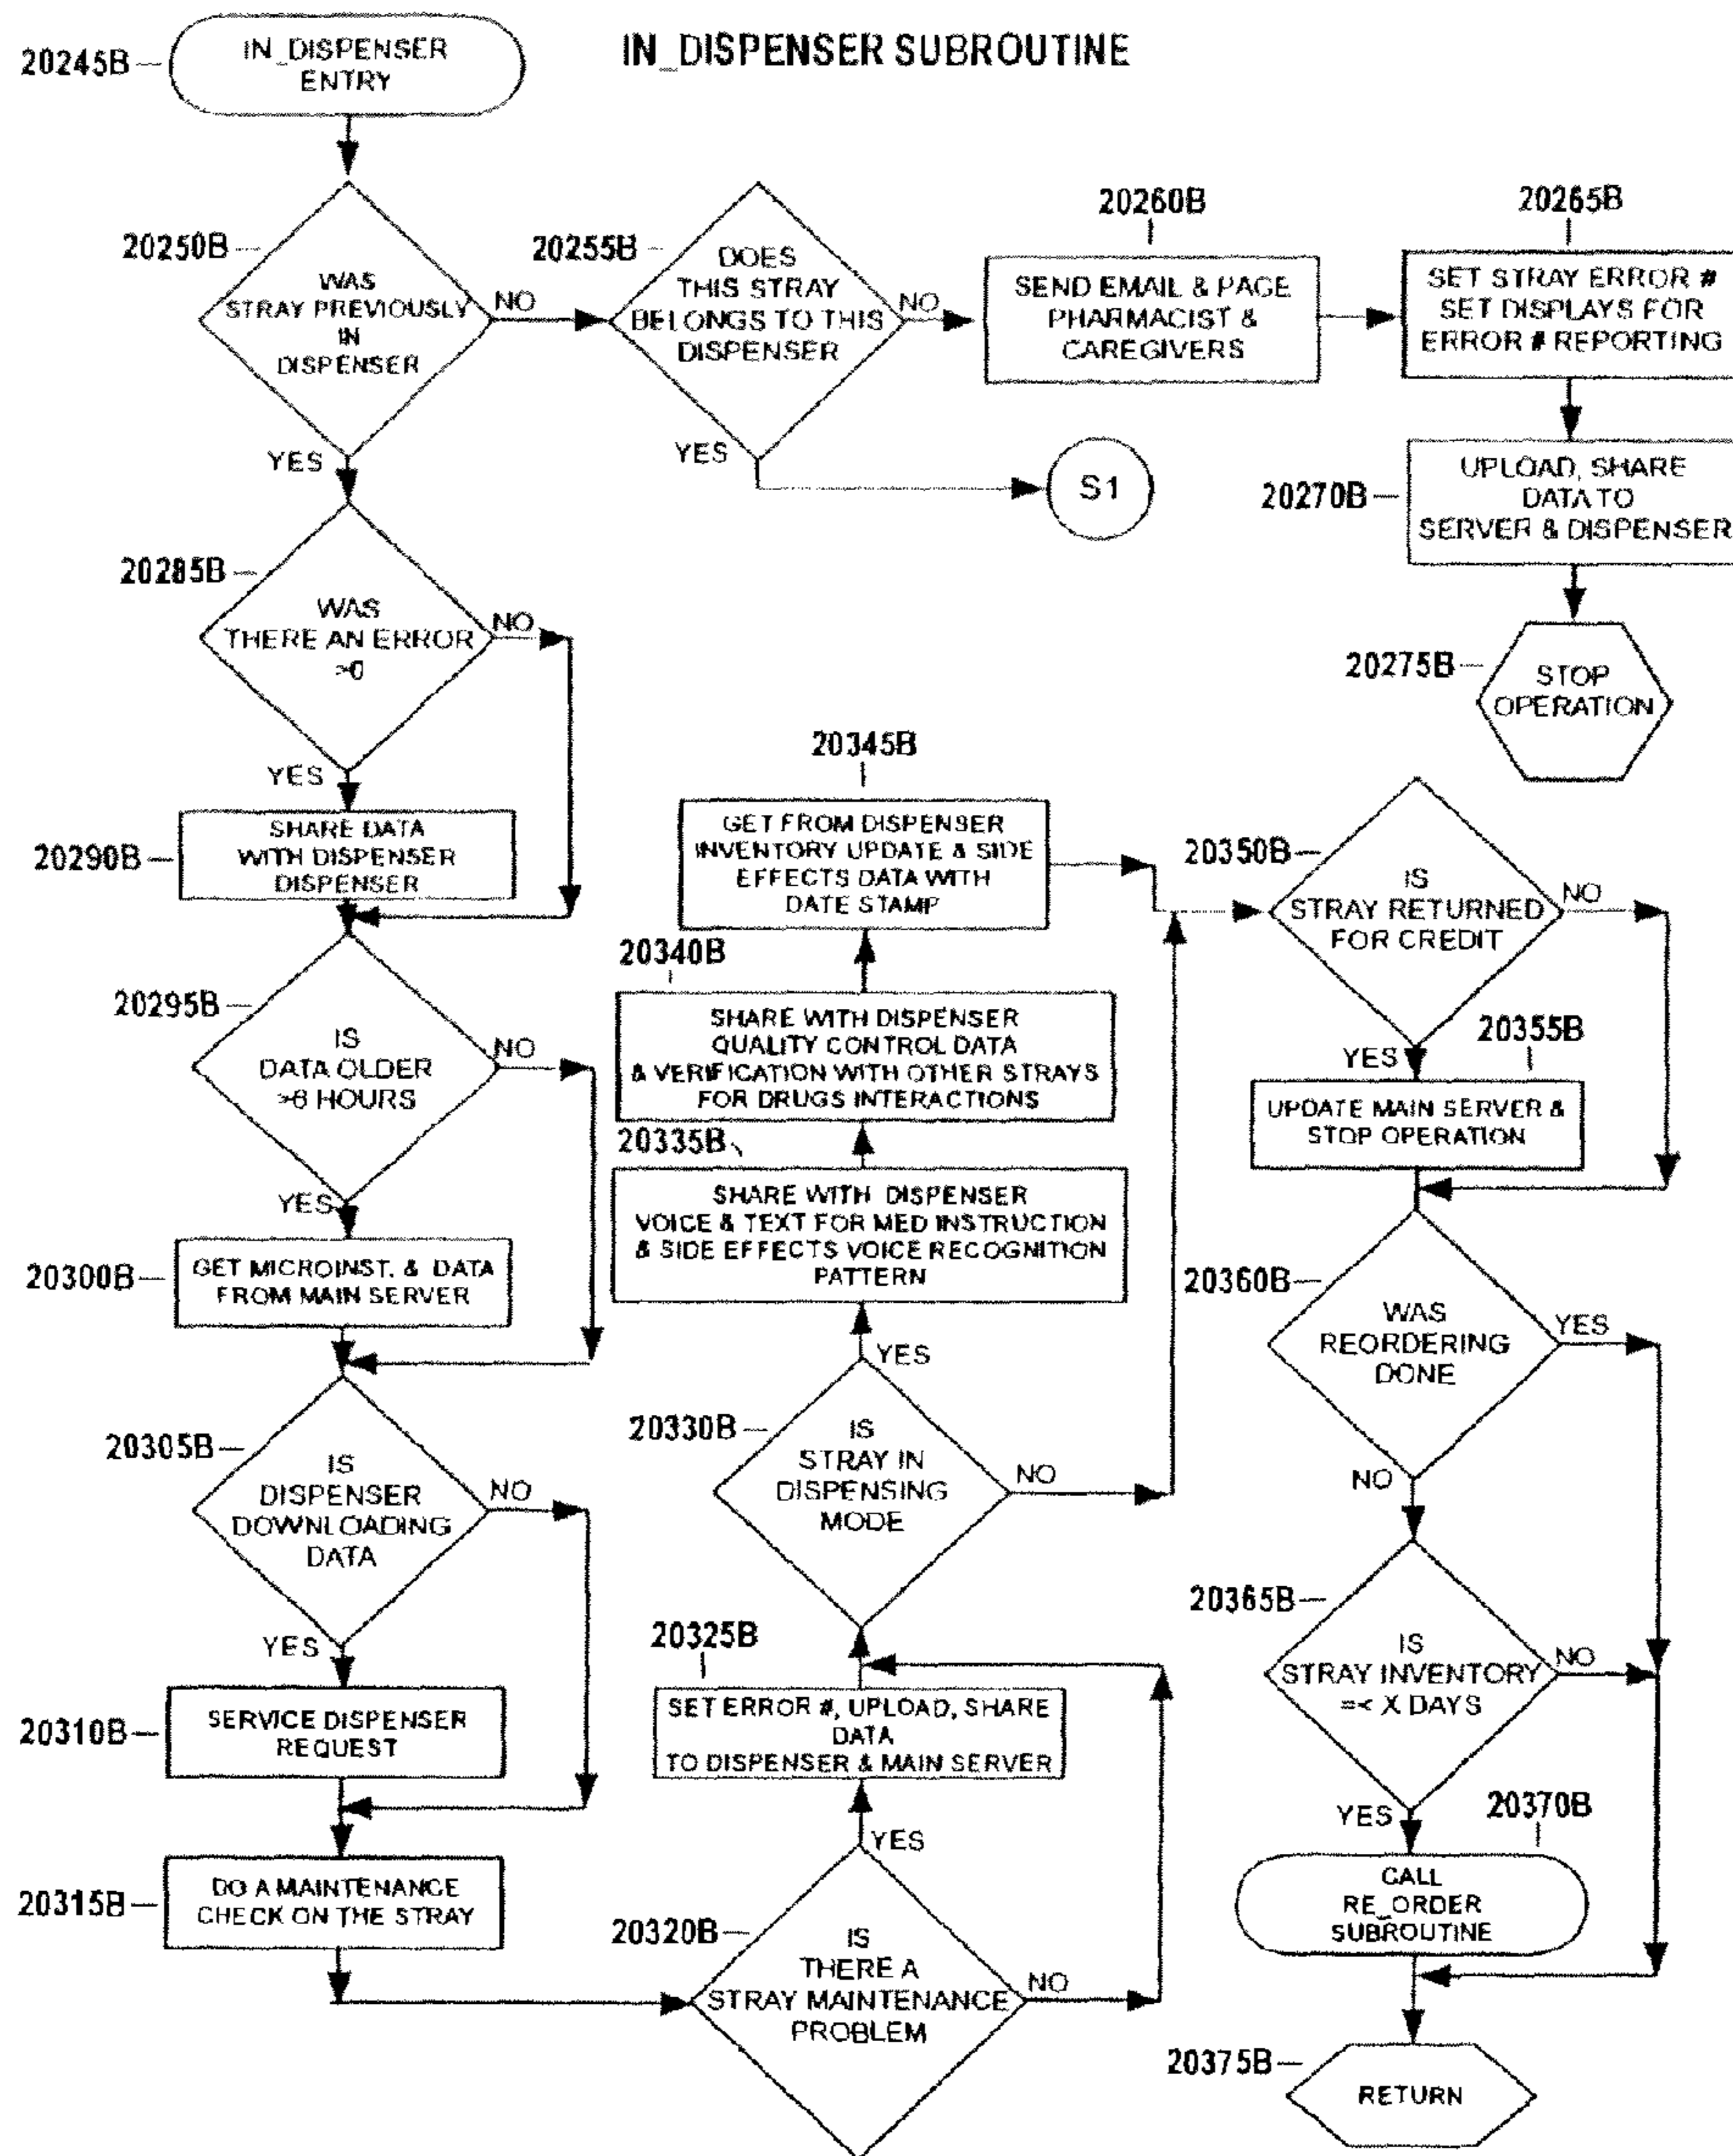 IN_DISPENSER SUBROUTINE
20245B
IN_DISPENSER
ENTRY
20250B
WAS
STRAY PREVIOUSLY
IN
DISPENSER
NO
YES
20255B
DOES
THIS STRAY
BELONGS TO THIS
DISPENSER
NO
YES
S1
20260B
SEND EMAIL & PAGE
PHARMACIST &
CAREGIVERS
20265B
SET STRAY ERROR #
SET DISPLAYS FOR
ERROR # REPORTING
20270B
UPLOAD, SHARE
DATA TO
SERVER & DISPENSER
20275B
STOP
OPERATION
20285B
WAS
THERE AN ERROR
>0
NO
YES
20290B
SHARE DATA
WITH DISPENSER
DISPENSER
20295B
IS
DATA OLDER
HOURS
NO
YES
20300B
GET MICROINST. & DATA
FROM MAIN SERVER
20305B
IS
DISPENSER
DOWNLOADING
DATA
NO
YES
20310B
SERVICE DISPENSER
REQUEST
20315B
DO A MAINTENANCE
CHECK ON THE STRAY
20320B
IS
THERE A
STRAY MAINTENANCE
PROBLEM
NO
YES
20325B
SET ERROR #, UPLOAD, SHARE
DATA
TO DISPENSER & MAIN SERVER
20330B
IS
STRAY IN
DISPENSING
MODE
NO
YES
20335B
SHARE WITH DISPENSER
VOICE & TEXT FOR MED INSTRUCTION
& SIDE EFFECTS VOICE RECOGNITION
PATTERN
20340B
SHARE WITH DISPENSER
QUALITY CONTROL DATA
& VERIFICATION WITH OTHER STRAYS
FOR DRUGS INTERACTIONS
20345B
GET FROM DISPENSER
INVENTORY UPDATE & SIDE
EFFECTS DATA WITH
DATE STAMP
20350B
IS
STRAY RETURNED
FOR CREDIT
NO
YES
20355B
UPDATE MAIN SERVER &
STOP OPERATION
20360B
WAS
REORDERING
DONE
YES
NO
20365B
IS
STRAY INVENTORY
=< X DAYS
NO
YES
20370B
CALL
RE_ORDER
SUBROUTINE
20375B
RETURN